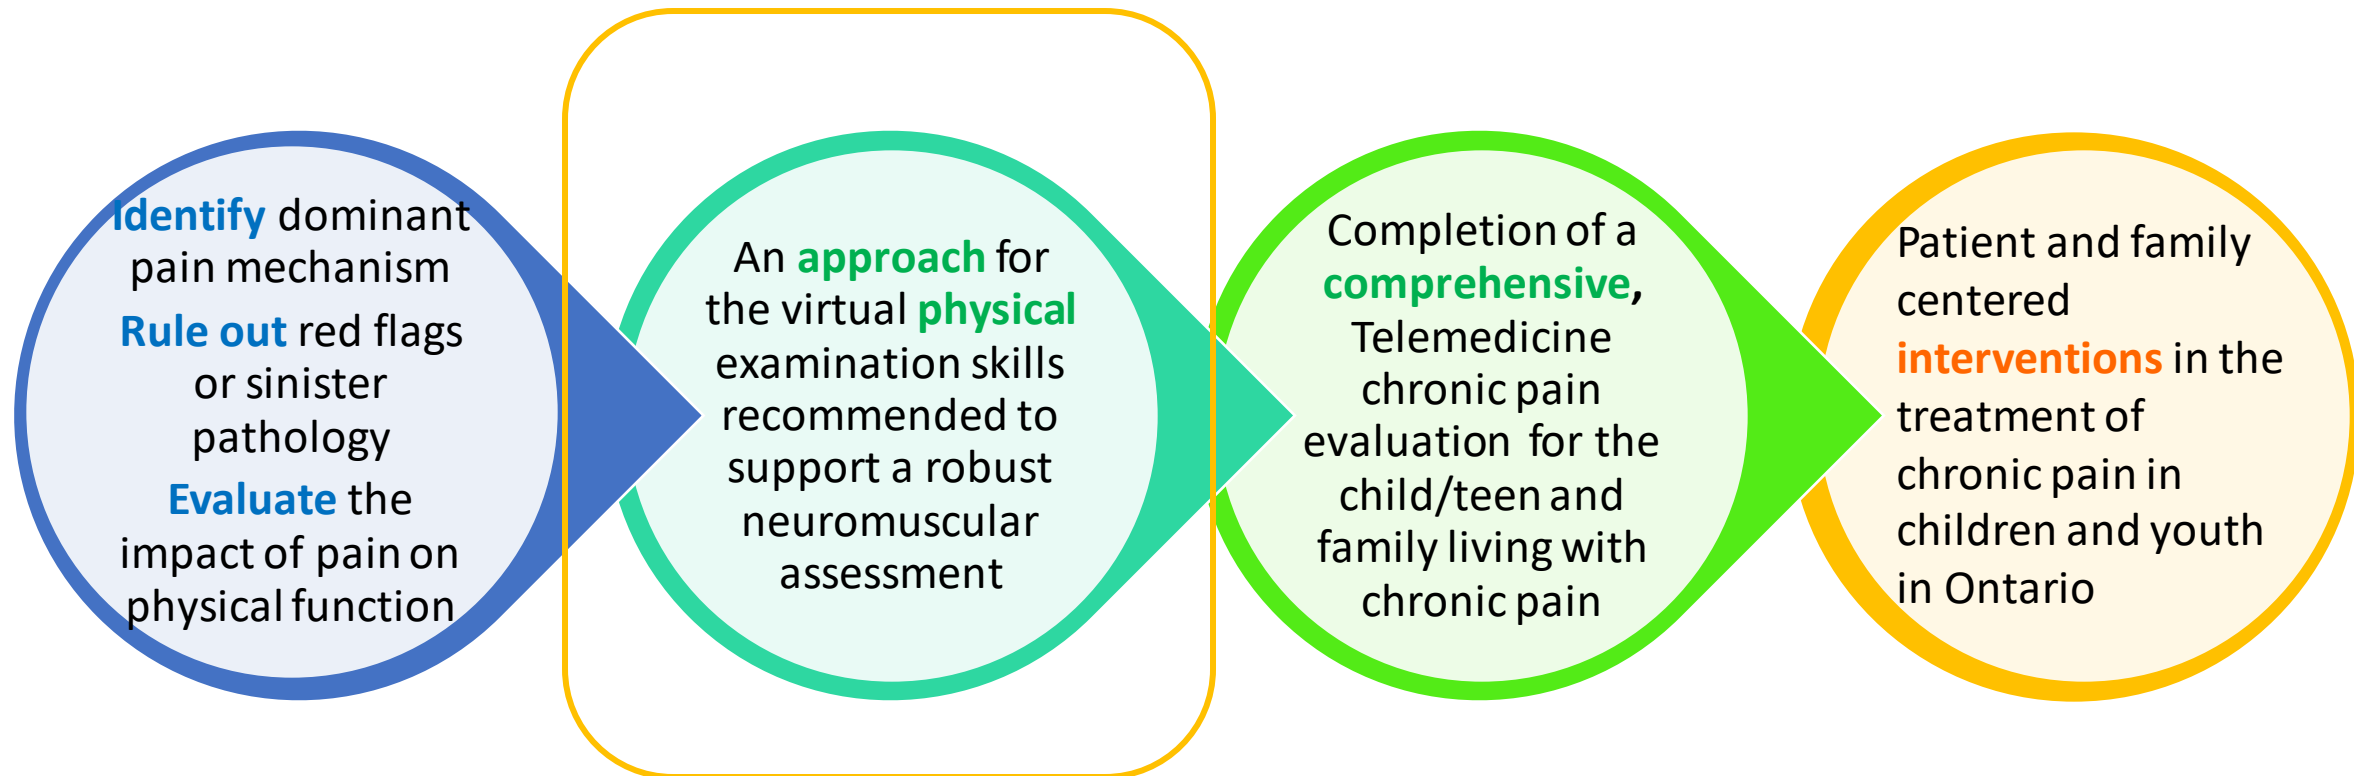 Identify dominant
pain mechanism
Rule out red flags
or sinister
pathology
Evaluate the
impact of pain on
physical function
An approach for
the virtual physical
examination skills
recommended to
support a robust
neuromuscular
assessment
Completion of a
comprehensive,
Telemedicine
chronic pain
evaluation for the
child/teen and
family living with
chronic pain
Patient and family
centered
interventions in the
treatment of
chronic pain in
children and youth
in Ontario